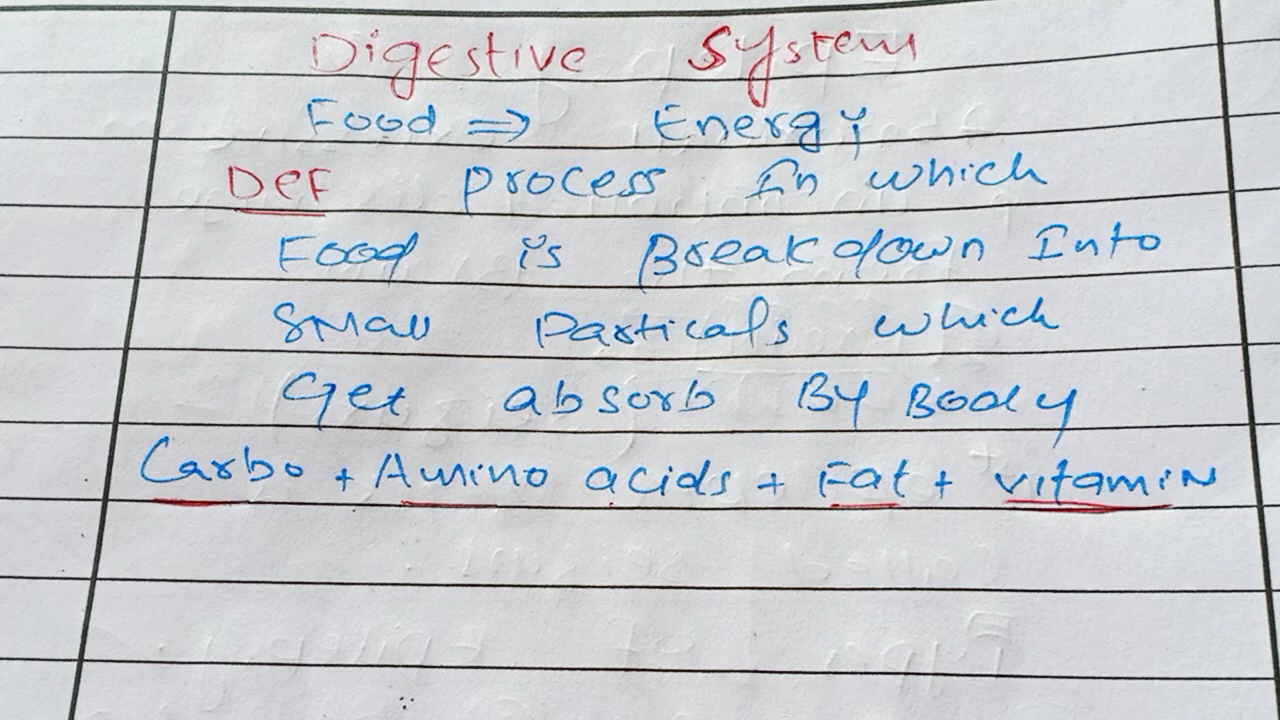 Digestive System
Food ⇒ Energy
Def process In which
Food is Breakdown Into
Small Particals which
Get absorb By Body
Carbo + Amino acids + Fat + vitamin